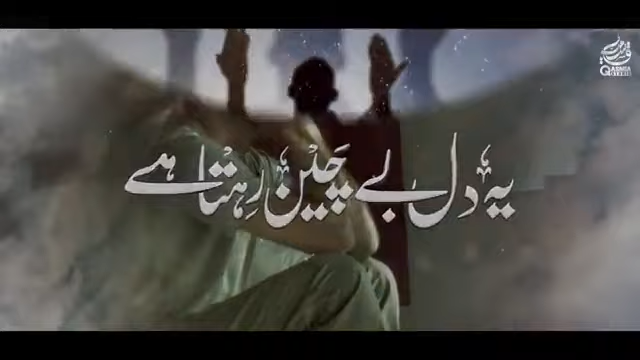 یہ دل بے چین رہتا ہے